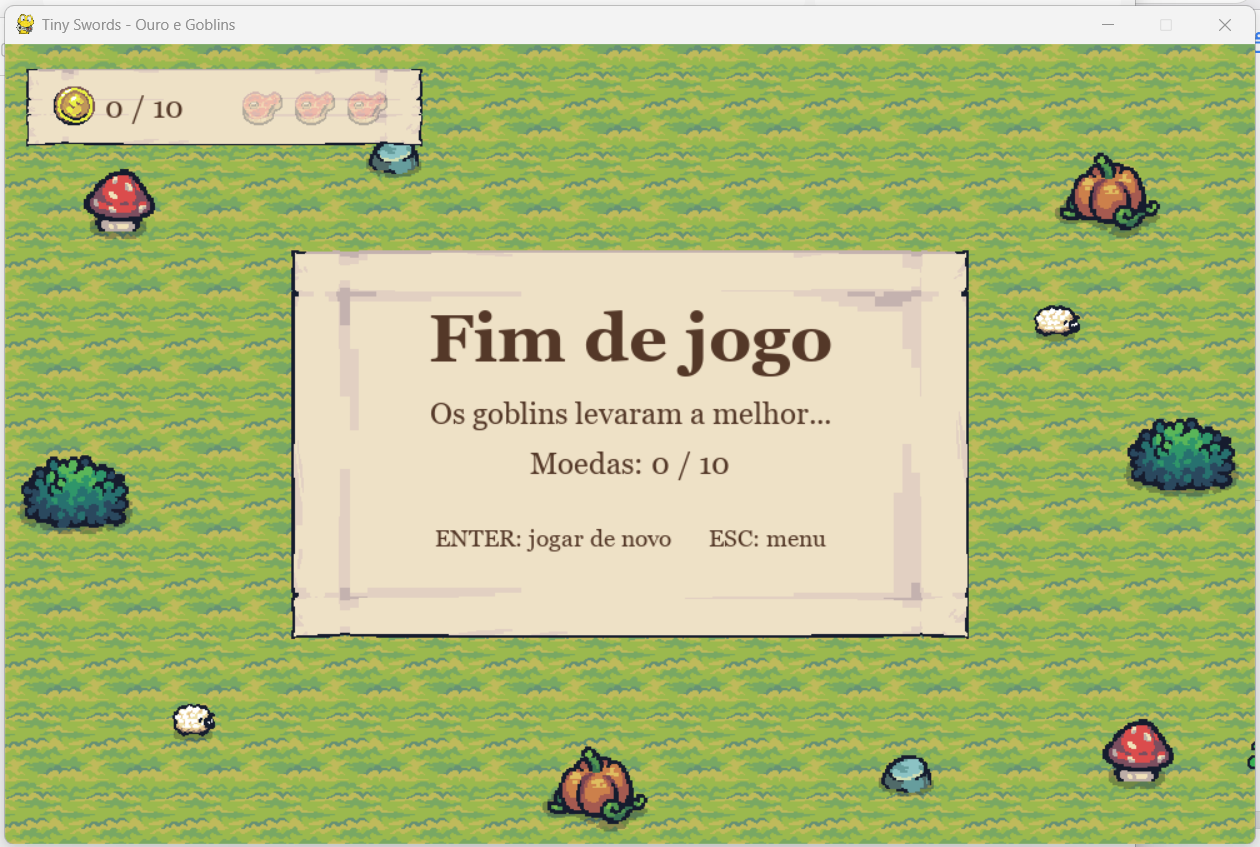 Tiny Swords - Ouro e Goblins
0 / 10
Fim de jogo
Os goblins levaram a melhor...
Moedas: 0 / 10
ENTER: jogar de novo ESC: menu